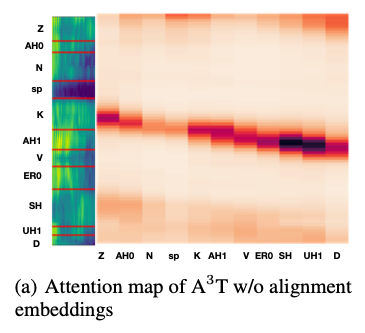 Z
AH0
N
sp
K
AH1
V
ER0
SH
UH1
D
Z AH0 N sp K AH1 V ER0 SH UH1 D
(a) Attention map of A³T w/o alignment
embeddings